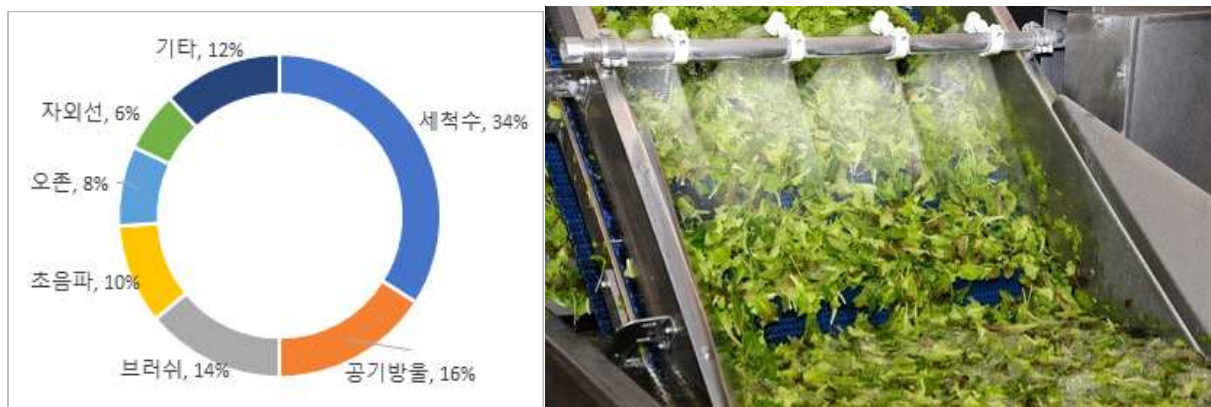 기타, 12%
세척수, 34%
자외선, 6%
오존, 8%
초음파, 10%
브러쉬, 14%
공기방울, 16%